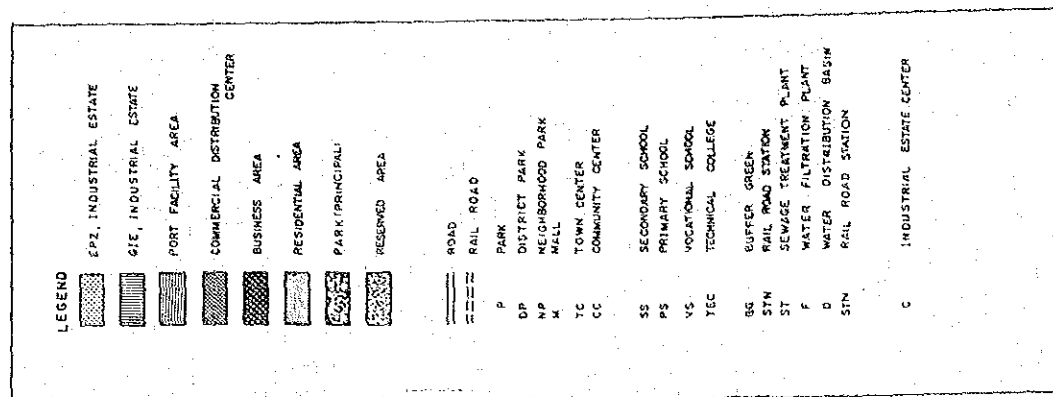 LEGEND
EPZ, INDUSTRIAL ESTATE
GIE, INDUSTRIAL ESTATE
PORT FACILITY AREA
COMMERCIAL DISTRIBUTION
CENTER
BUSINESS AREA
RESIDENTIAL AREA
PARK (PRINCIPAL)
RESERVED AREA
ROAD
RAIL ROAD
P PARK
DP DISTRICT PARK
NP NEIGHBORHOOD PARK
M MALL
TC TOWN CENTER
CC COMMUNITY CENTER
SS SECONDARY SCHOOL
PS PRIMARY SCHOOL
VS VOCATIONAL SCHOOL
TEC TECHNICAL COLLEGE
BG BUFFER GREEN
STN RAIL ROAD STATION
ST SEWAGE TREATMENT PLANT
F WATER FILTRATION PLANT
D WATER DISTRIBUTION BASIN
STN RAIL ROAD STATION
C INDUSTRIAL ESTATE CENTER